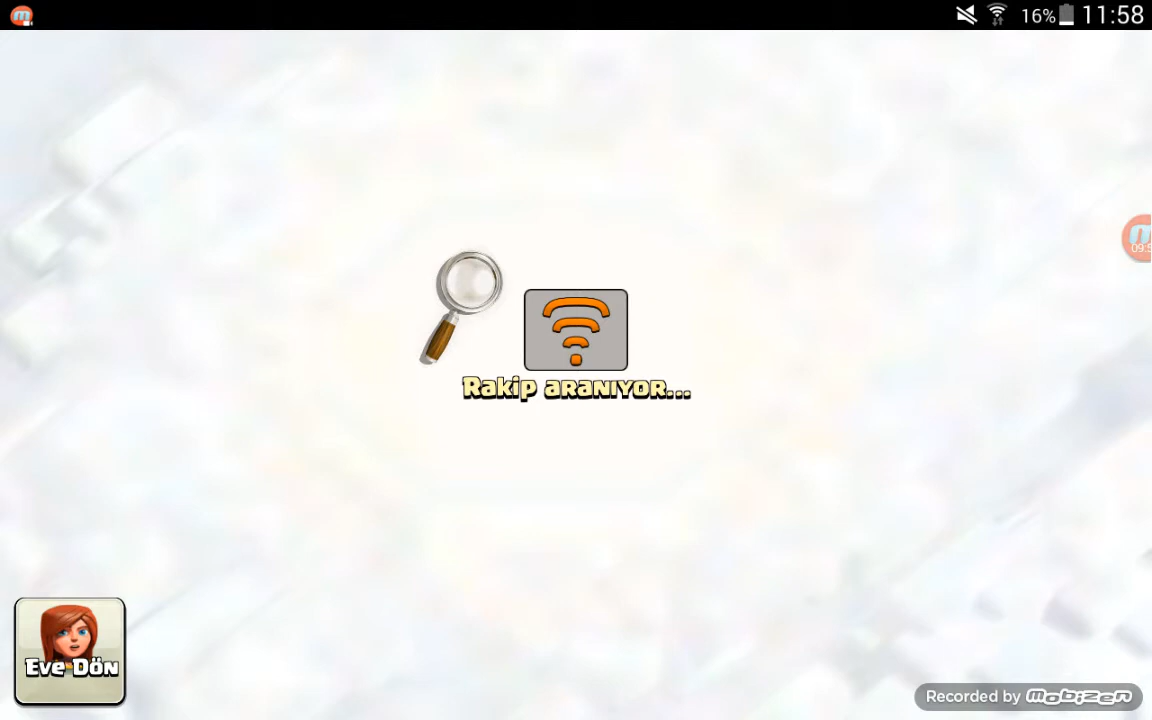 16% 11:58
Rakip aranıyor...
Eve Dön
Recorded by mobizen